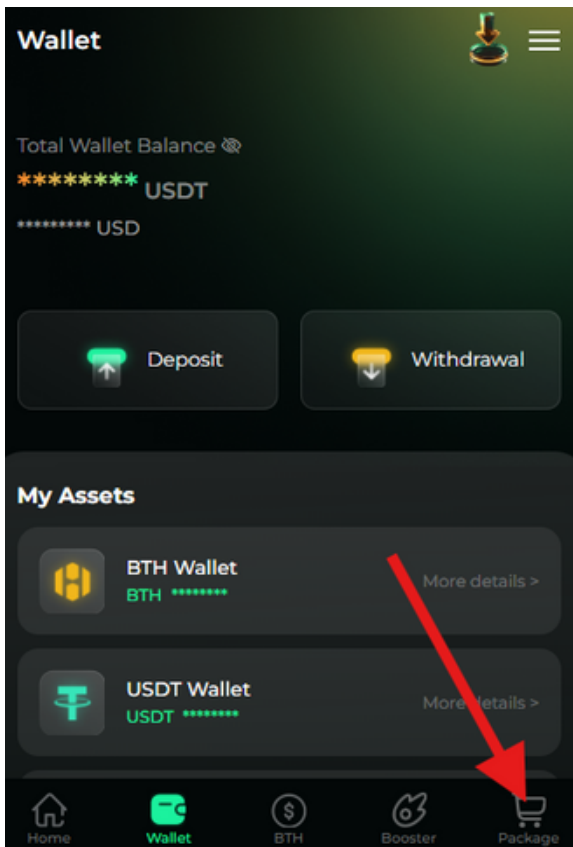 Wallet
Total Wallet Balance
******** USDT
********* USD
Deposit
Withdrawal
My Assets
BTH Wallet
BTH ********
More details >
USDT Wallet
USDT ********
More details >
Home
Wallet
BTH
Booster
Package